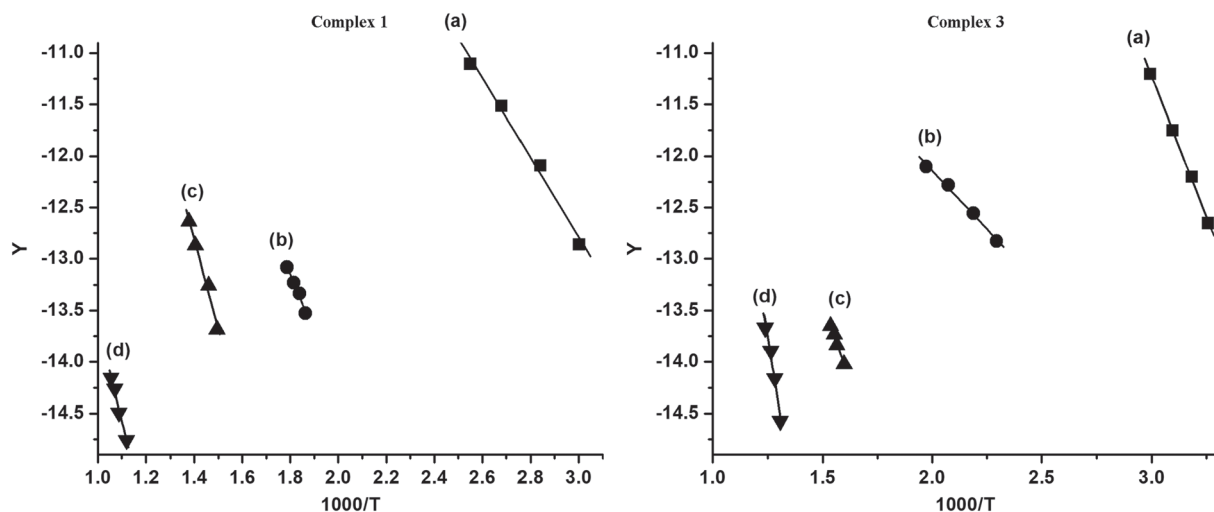 Complex 1
(a)
-11.0
-11.5
-12.0
-12.5
-13.0
-13.5
-14.0
-14.5
Y
(c)
(b)
(d)
1.0 1.2 1.4 1.6 1.8 2.0 2.2 2.4 2.6 2.8 3.0
1000/T
Complex 3
(a)
-11.0
-11.5
-12.0
-12.5
-13.0
-13.5
-14.0
-14.5
Y
(b)
(d)
(c)
1.0 1.5 2.0 2.5 3.0
1000/T